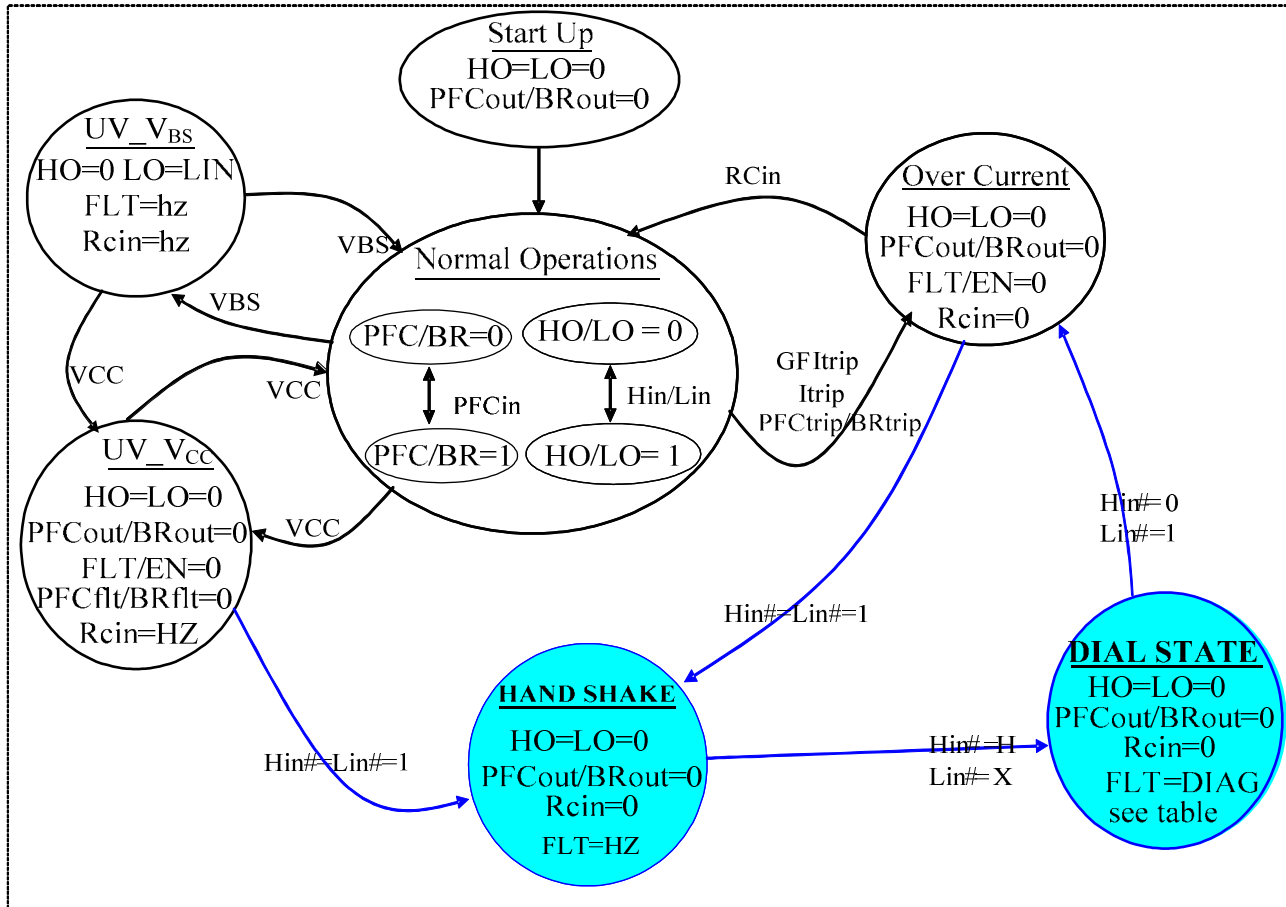 Start Up
HO=LO=0
PFCout/BRout=0
UV_VBS
HO=0 LO=LIN
FLT=hz
Rcin=hz
VBS
VBS
VCC
VCC
VCC
Normal Operations
PFC/BR=0
PFCin
PFC/BR=1
HO/LO = 0
Hin/Lin
HO/LO= 1
RCin
Over Current
HO=LO=0
PFCout/BRout=0
FLT/EN=0
Rcin=0
GFItrip
Itrip
PFCtrip/BRtrip
UV_VCC
HO=LO=0
PFCout/BRout=0
FLT/EN=0
PFCflt/BRflt=0
Rcin=HZ
Hin#=Lin#=1
Hin#=Lin#=1
HAND SHAKE
HO=LO=0
PFCout/BRout=0
Rcin=0
FLT=HZ
Hin#=H
Lin#=X
Hin#=0
Lin#=1
DIAL STATE
HO=LO=0
PFCout/BRout=0
Rcin=0
FLT=DIAG
see table